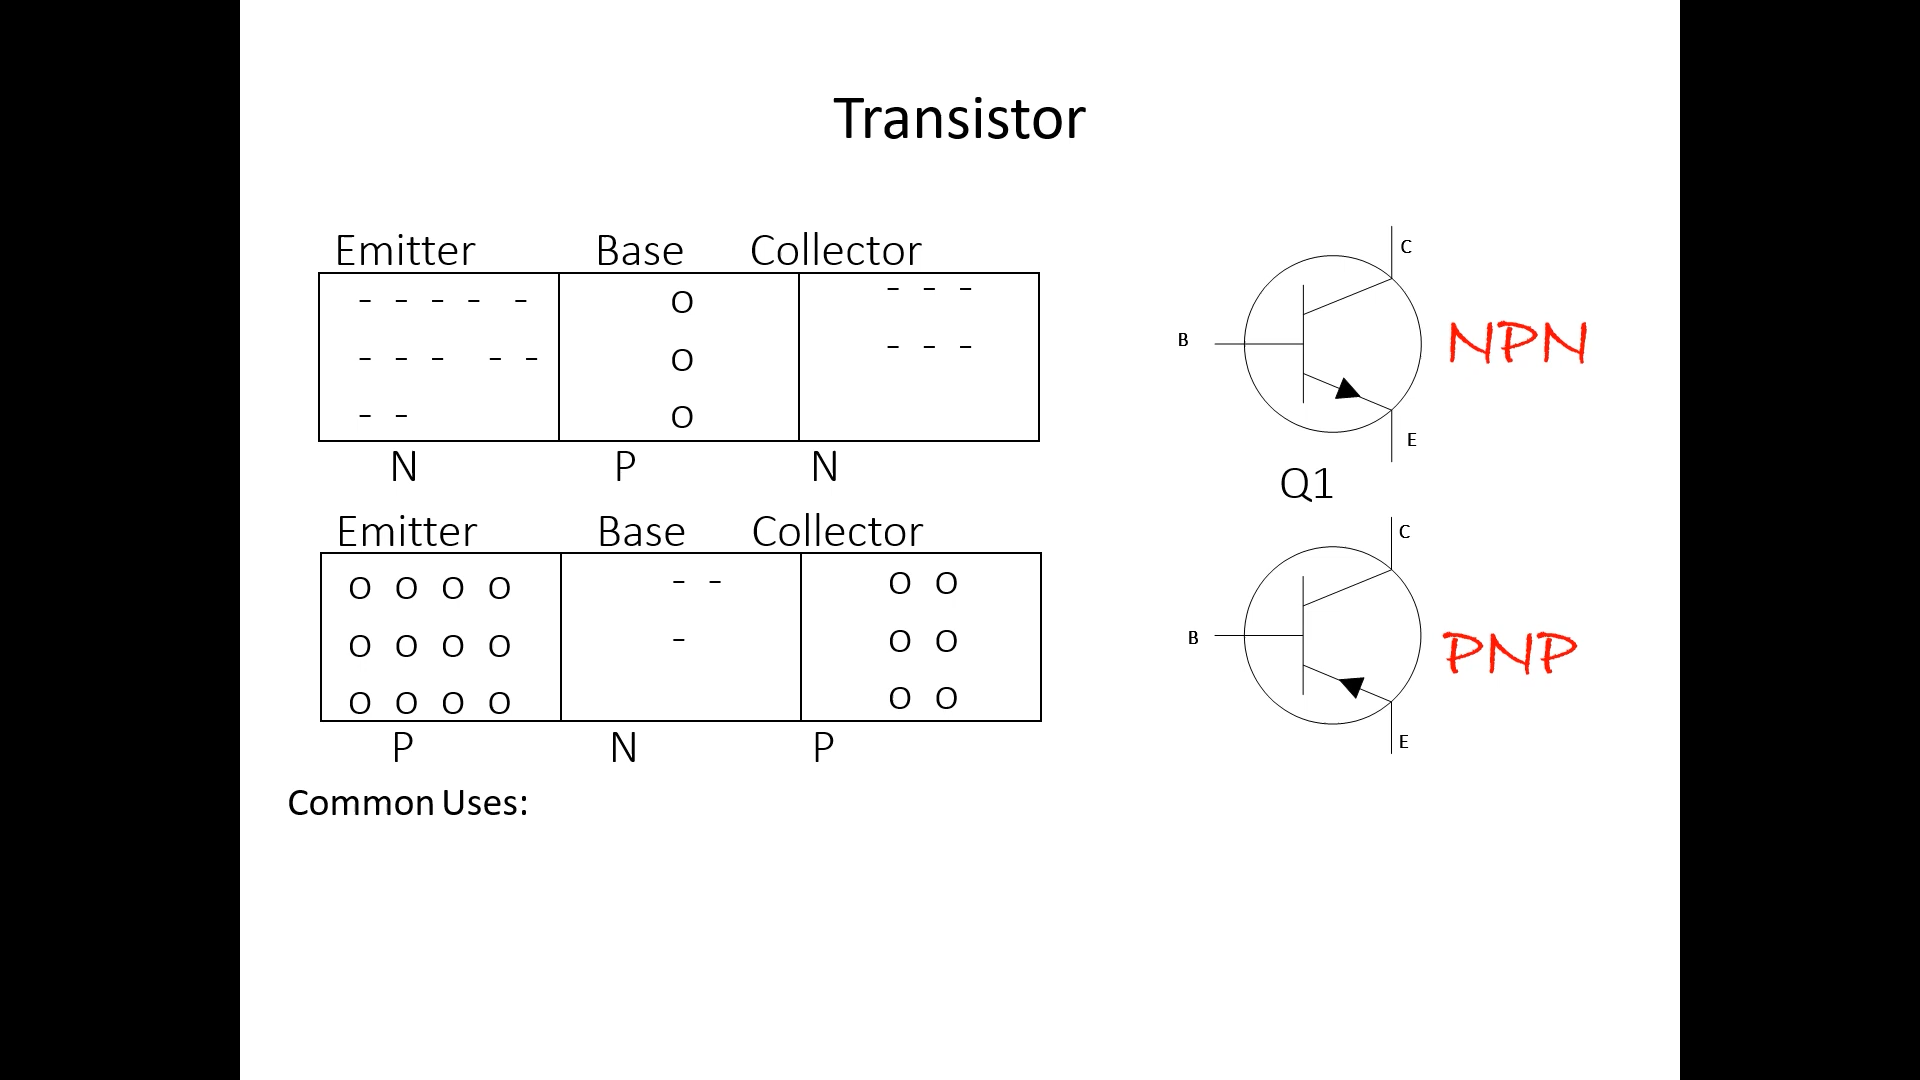 Transistor
Emitter Base Collector
- - - - - O - - -
- - - - - O - - -
- - O
N P N
C
B
E
NPN
Q1
Emitter Base Collector
O O O O - - O O
O O O O - O O
O O O O O O
P N P
C
B
E
PNP
Common Uses: